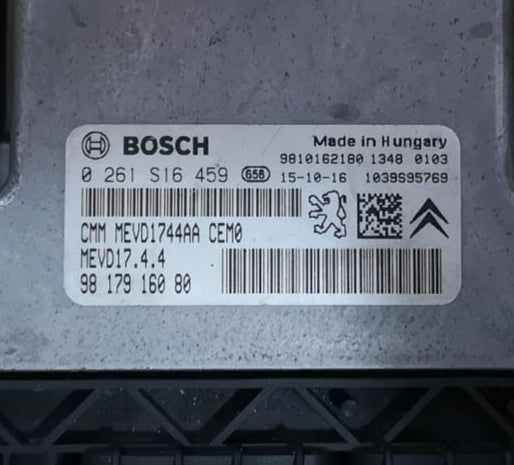 BOSCH
Made in Hungary
9810162180 1348 0103
0 261 S16 459 656 15-10-16 1039S95769
CMM MEVD1744AA CEM0
MEVD17.4.4
98 179 160 80